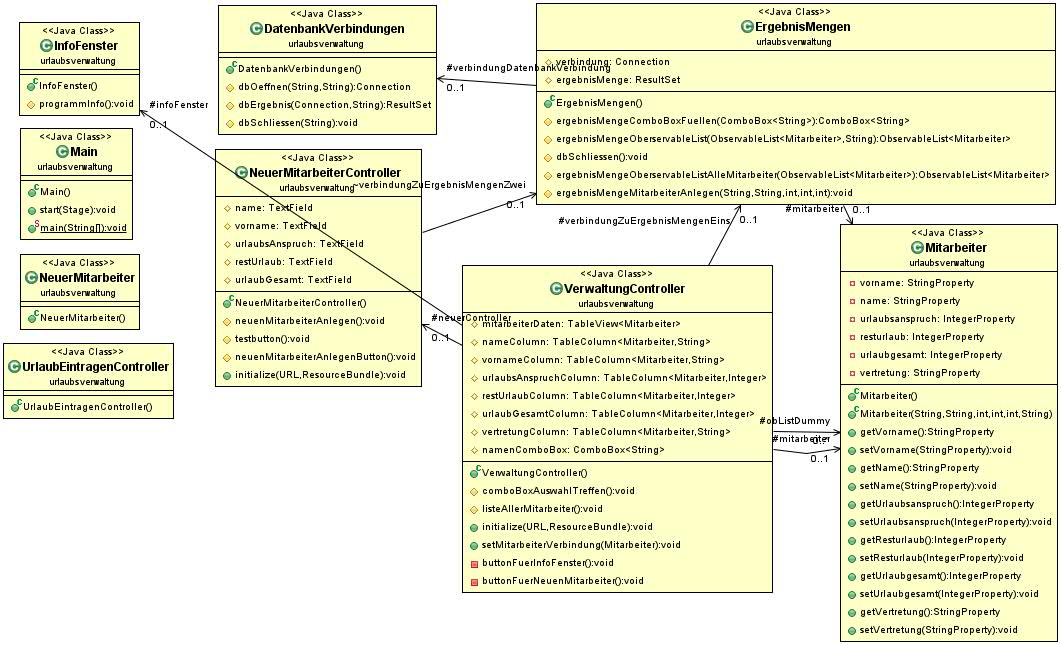 <<Java Class>>
InfoFenster
urlaubsverwaltung
InfoFenster()
programmInfo():void
<<Java Class>>
Main
urlaubsverwaltung
Main()
start(Stage):void
main(String[]):void
<<Java Class>>
NeuerMitarbeiter
urlaubsverwaltung
NeuerMitarbeiter()
<<Java Class>>
UrlaubEintragenController
urlaubsverwaltung
UrlaubEintragenController()
<<Java Class>>
DatenbankVerbindungen
urlaubsverwaltung
DatenbankVerbindungen()
dbOeffnen(String,String):Connection
dbErgebnis(Connection,String):ResultSet
dbSchliessen(String):void
#infoFenster
0..1
<<Java Class>>
NeuerMitarbeiterController
urlaubsverwaltung
name: TextField
vorname: TextField
urlaubsAnspruch: TextField
restUrlaub: TextField
urlaubGesamt: TextField
NeuerMitarbeiterController()
neuenMitarbeiterAnlegen():void
testbutton():void
neuenMitarbeiterAnlegenButton():void
initialize(URL,ResourceBundle):void
#verbindungDatenbankVerbindung
0..1
~verbindungZuErgebnisMengenZwei
0..1
<<Java Class>>
ErgebnisMengen
urlaubsverwaltung
verbindung: Connection
ergebnisMenge: ResultSet
ErgebnisMengen()
ergebnisMengeComboBoxFuellen(ComboBox<String>):ComboBox<String>
ergebnisMengeOberservableList(ObservableList<Mitarbeiter>,String):ObservableList<Mitarbeiter>
dbSchliessen():void
ergebnisMengeObservableListAlleMitarbeiter(ObservableList<Mitarbeiter>):ObservableList<Mitarbeiter>
ergebnisMengeMitarbeiterAnlegen(String,String,int,int,int):void
#verbindungZuErgebnisMengenEins
0..1
#mitarbeiter
0..1
#neuerController
0..1
<<Java Class>>
VerwaltungController
urlaubsverwaltung
mitarbeiterDaten: TableView<Mitarbeiter>
nameColumn: TableColumn<Mitarbeiter,String>
vornameColumn: TableColumn<Mitarbeiter,String>
urlaubsAnspruchColumn: TableColumn<Mitarbeiter,Integer>
restUrlaubColumn: TableColumn<Mitarbeiter,Integer>
urlaubGesamtColumn: TableColumn<Mitarbeiter,Integer>
vertretungColumn: TableColumn<Mitarbeiter,String>
namenComboBox: ComboBox<String>
VerwaltungController()
comboBoxAuswahlTreffen():void
listeAllerMitarbeiter():void
initialize(URL,ResourceBundle):void
setMitarbeiterVerbindung(Mitarbeiter):void
buttonFuerInfoFenster():void
buttonFuerNeuenMitarbeiter():void
#obListDummy
#mitarbeiter
0..1
<<Java Class>>
Mitarbeiter
urlaubsverwaltung
vorname: StringProperty
name: StringProperty
urlaubsanspruch: IntegerProperty
resturlaub: IntegerProperty
urlaubgesamt: IntegerProperty
vertretung: StringProperty
Mitarbeiter()
Mitarbeiter(String,String,int,int,int,String)
getVorname():StringProperty
setVorname(StringProperty):void
getName():StringProperty
setName(StringProperty):void
getUrlaubsanspruch():IntegerProperty
setUrlaubsanspruch(IntegerProperty):void
getResturlaub():IntegerProperty
setResturlaub(IntegerProperty):void
getUrlaubgesamt():IntegerProperty
setUrlaubgesamt(IntegerProperty):void
getVertretung():StringProperty
setVertretung(StringProperty):void